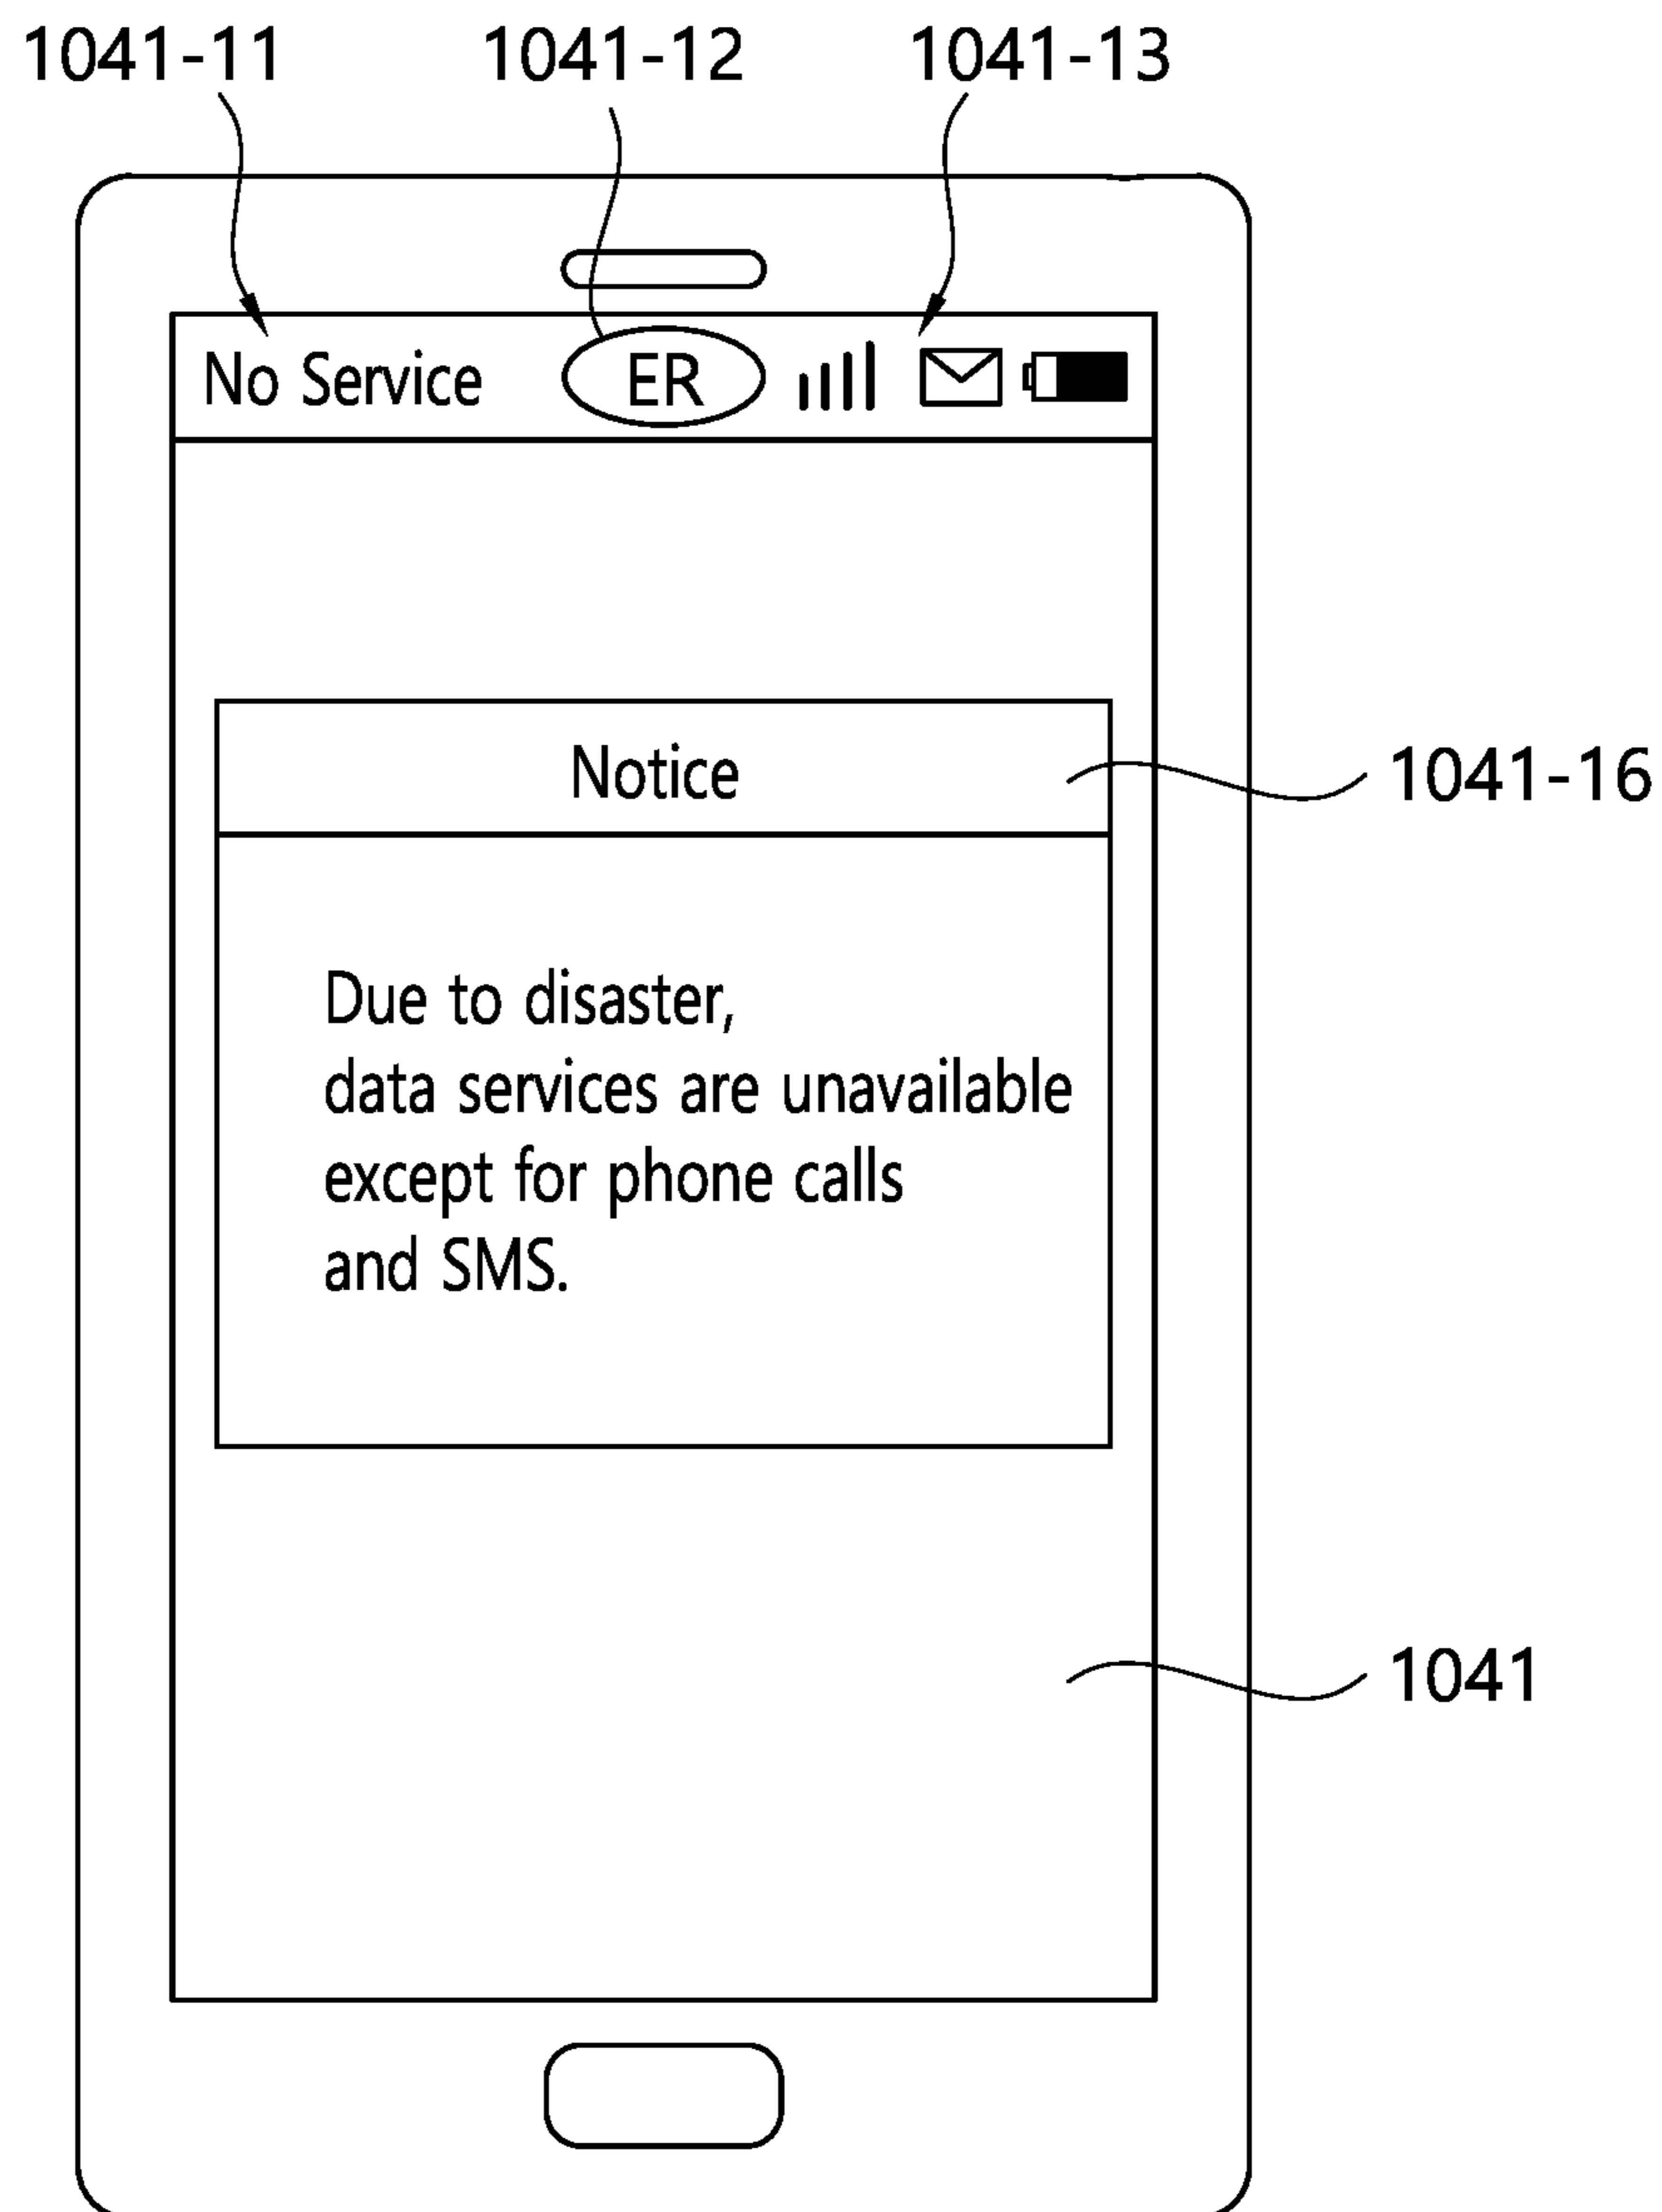 1041-11 1041-12 1041-13
No Service ER
Notice
1041-16
Due to disaster,
data services are unavailable
except for phone calls
and SMS.
1041